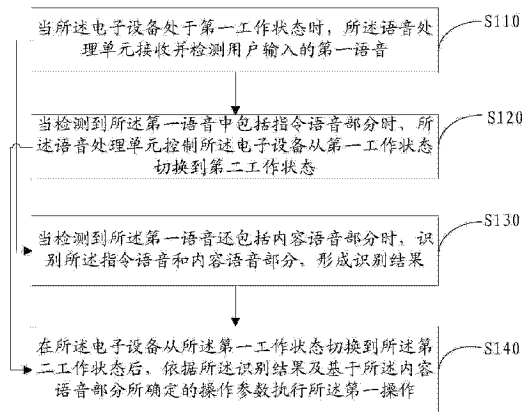 当所述电子设备处于第一工作状态时，所述语音处
理单元接收并检测用户输入的第一语音
S110
当检测到所述第一语音中包括指令语音部分时，所
述语音处理单元控制所述电子设备从第一工作状态
切换到第二工作状态
S120
当检测到所述第一语音还包括内容语音部分时，识
别所述指令语音和内容语音部分，形成识别结果
S130
在所述电子设备从所述第一工作状态切换到所述第
二工作状态后，依据所述识别结果及基于所述内容
语音部分所确定的操作参数执行所述第一操作
S140